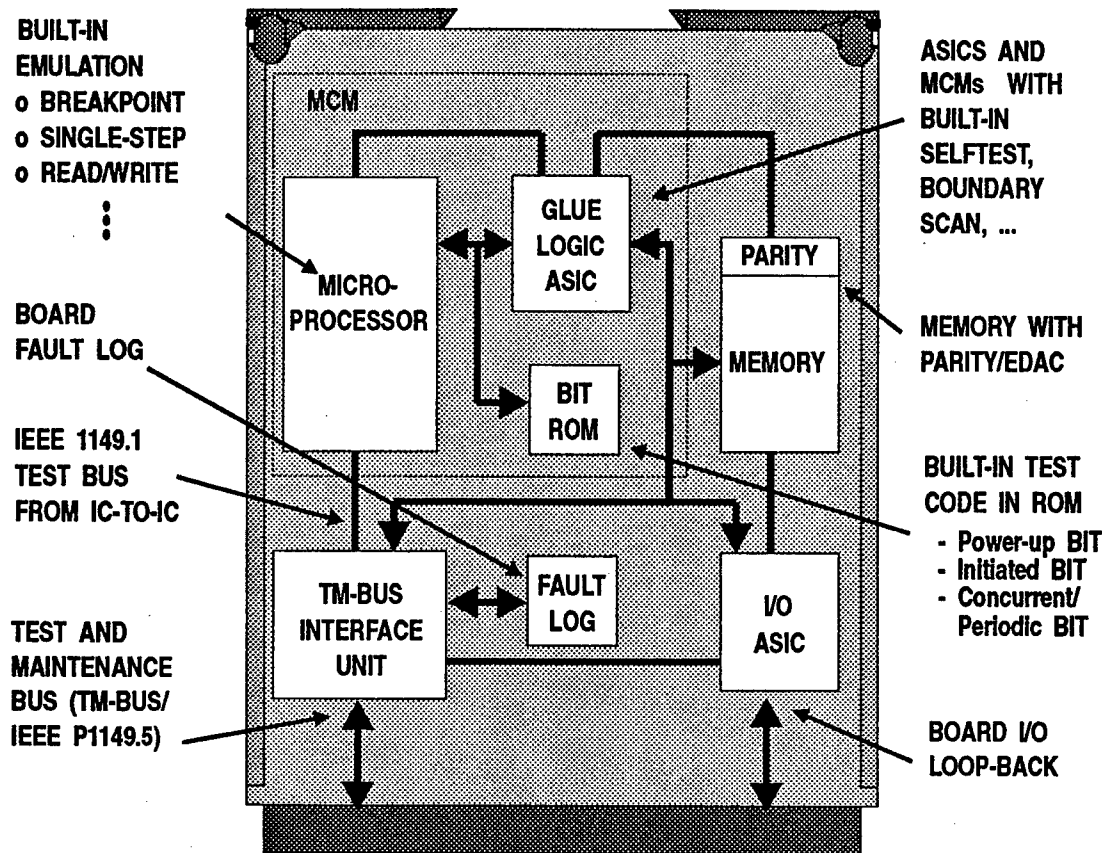 BUILT-IN
EMULATION
o BREAKPOINT
o SINGLE-STEP
o READ/WRITE
BOARD
FAULT LOG
IEEE 1149.1
TEST BUS
FROM IC-TO-IC
TEST AND
MAINTENANCE
BUS (TM-BUS/
IEEE P1149.5)
MCM
MICRO-
PROCESSOR
GLUE
LOGIC
ASIC
BIT
ROM
PARITY
MEMORY
TM-BUS
INTERFACE
UNIT
FAULT
LOG
I/O
ASIC
ASICS AND
MCMs WITH
BUILT-IN
SELFTEST,
BOUNDARY
SCAN, ...
MEMORY WITH
PARITY/EDAC
BUILT-IN TEST
CODE IN ROM
- Power-up BIT
- Initiated BIT
- Concurrent/
Periodic BIT
BOARD I/O
LOOP-BACK